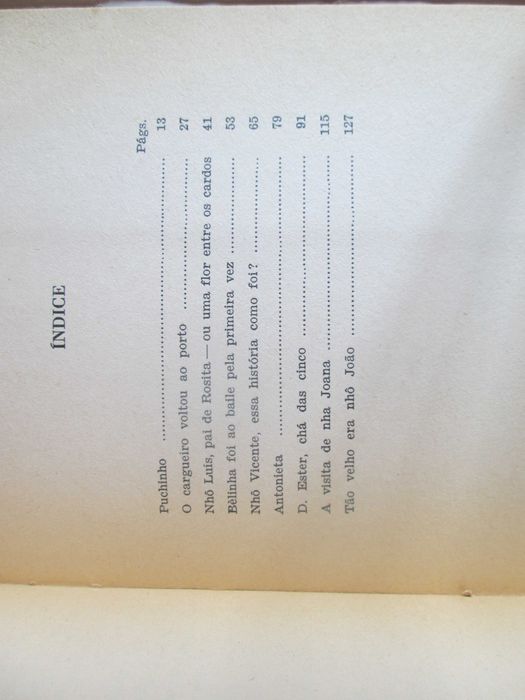 ÍNDICE
Págs.
Puchinho ........................................................ 13
O cargueiro voltou ao porto .............................. 27
Nhô Luís, pai de Rosita — ou uma flor entre os cardos 41
Bèlinha foi ao baile pela primeira vez ................... 53
Nhô Vicente, essa história como foi? ................... 65
Antonieta ........................................................ 79
D. Ester, chá das cinco .................................... 91
A visita de nha Joana ....................................... 115
Tão velho era nhô João .................................... 127